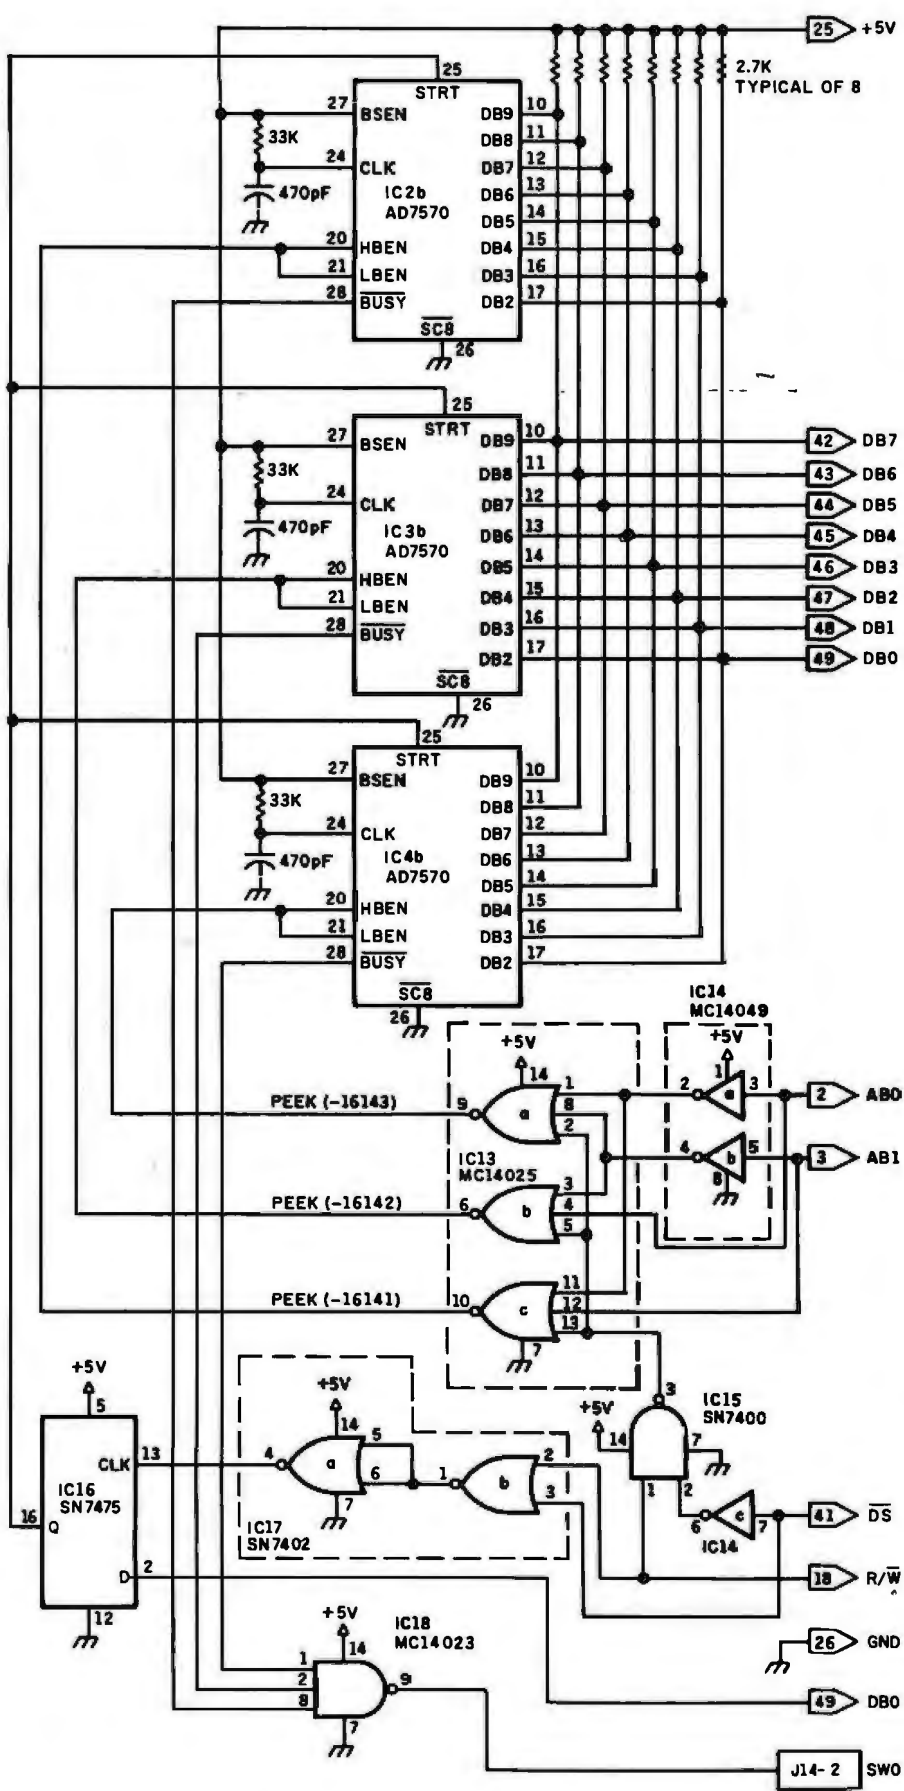 25 +5V
2.7K
TYPICAL OF 8
25
STRT
27 BSEN
33K
24 CLK
470pF
IC2b
AD7570
20 HBEN
21 LBEN
28 BUSY
SC8
26
DB9 10
DB8 11
DB7 12
DB6 13
DB5 14
DB4 15
DB3 16
DB2 17
25
STRT
27 BSEN
33K
24 CLK
470pF
IC3b
AD7570
20 HBEN
21 LBEN
28 BUSY
SC8
26
DB9 10
DB8 11
DB7 12
DB6 13
DB5 14
DB4 15
DB3 16
DB2 17
42 DB7
43 DB6
44 DB5
45 DB4
46 DB3
47 DB2
48 DB1
49 DB0
25
STRT
27 BSEN
33K
24 CLK
470pF
IC4b
AD7570
20 HBEN
21 LBEN
28 BUSY
SC8
26
DB9 10
DB8 11
DB7 12
DB6 13
DB5 14
DB4 15
DB3 16
DB2 17
IC14
MC14049
+5V
1
2 a 3
4 b 5
8
2 AB0
3 AB1
+5V
14
PEEK (-16143) 9 a 1
8
2
IC13
MC14025
PEEK (-16142) 6 b 3
4
5
PEEK (-16141) 10 c 11
12
13
7
+5V
5
CLK 13
IC16
SN7475
16 Q
D 2
12
+5V
14
4 a 5
6
7
1 b 2
3
IC17
SN7402
3
IC15
SN7400
+5V
14
7
1
2
6 c 7
IC14
41 DS
18 R/W
26 GND
49 DB0
+5V
IC18
MC14023
14
1
2
8
9
7
J14-2 SW0